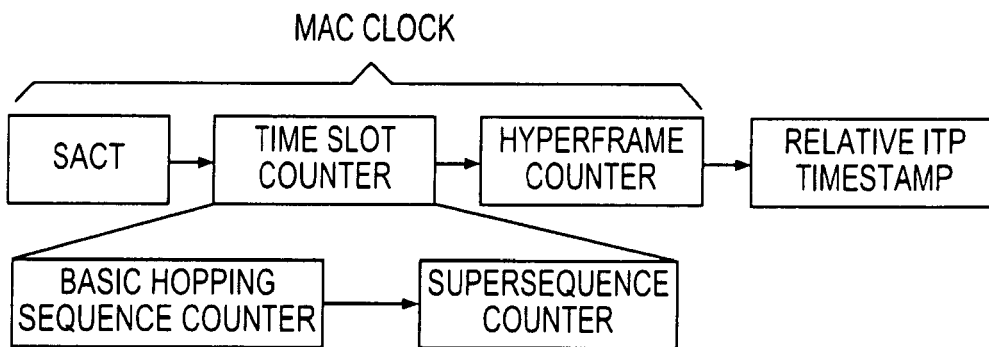 MAC CLOCK
SACT
TIME SLOT
COUNTER
HYPERFRAME
COUNTER
RELATIVE ITP
TIMESTAMP
BASIC HOPPING
SEQUENCE COUNTER
SUPERSEQUENCE
COUNTER